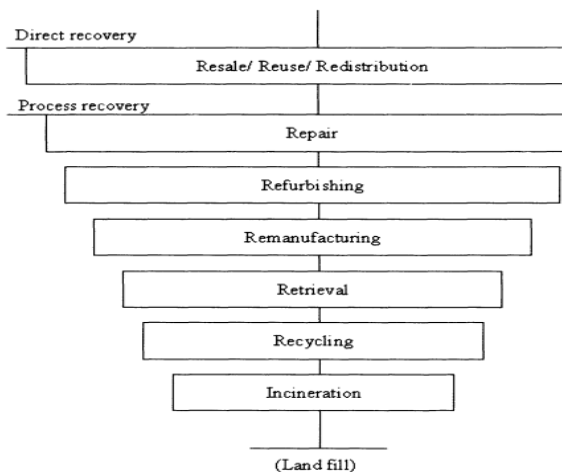 Direct recovery
Resale/ Reuse/ Redistribution
Process recovery
Repair
Refurbishing
Remanufacturing
Retrieval
Recycling
Incineration
(Land fill)